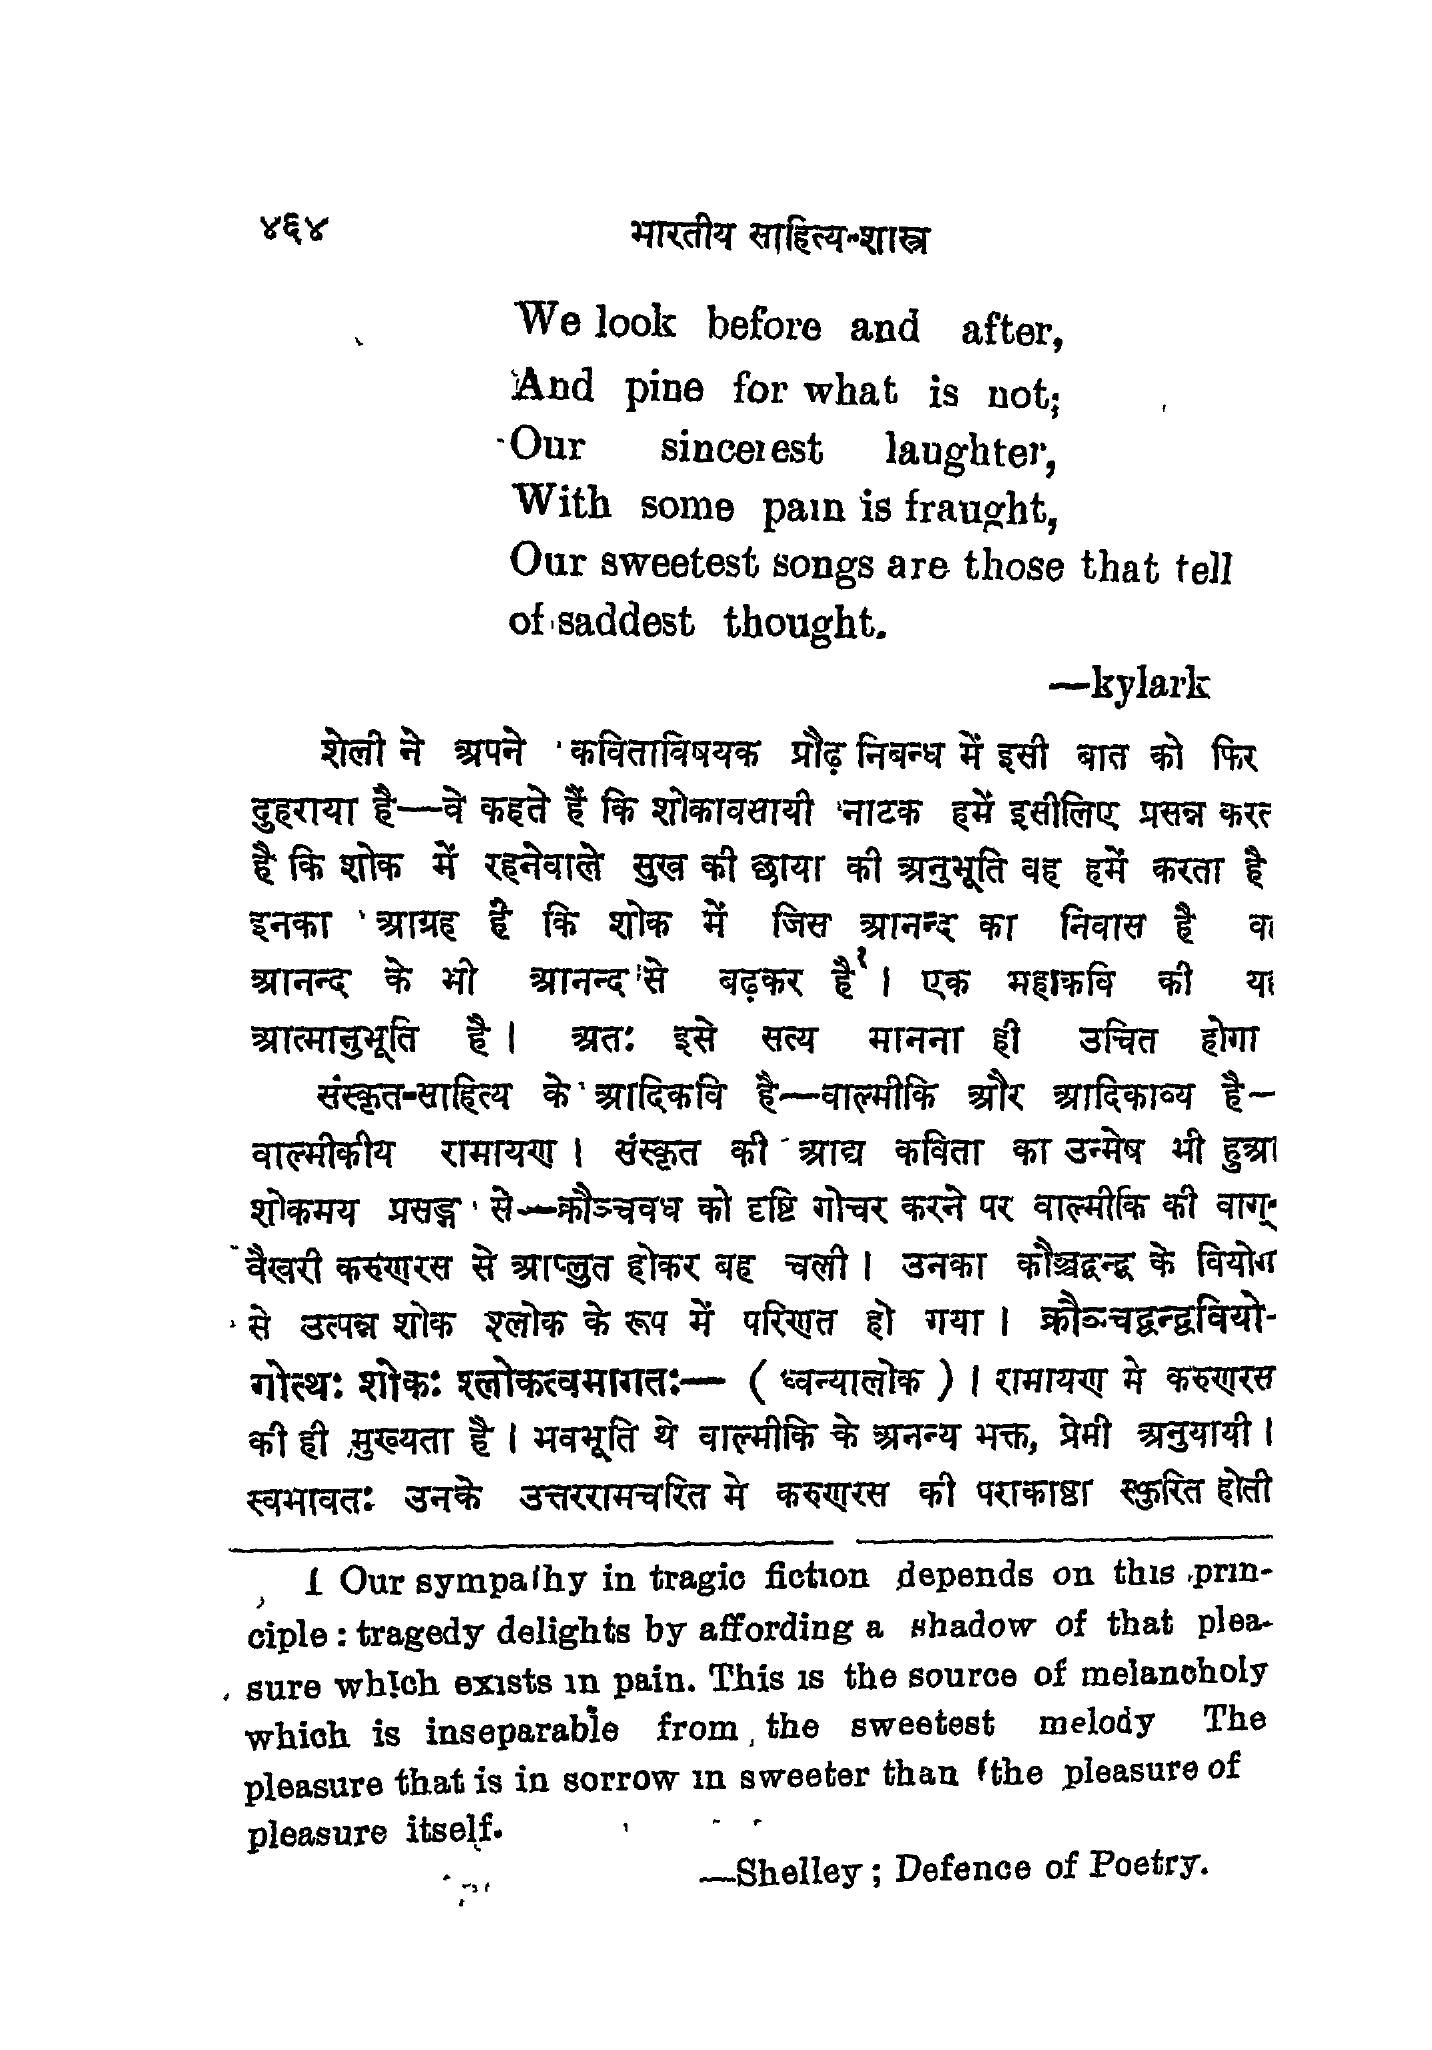 ४६४ भारतीय साहित्य-शास्त्र
We look before and after,
And pine for what is not;
Our sincerest laughter,
With some pain is fraught,
Our sweetest songs are those that tell
of saddest thought.
—kylark
शेली ने अपने कविताविषयक प्रौढ़ निबन्ध में इसी बात को फिर
दुहराया है—वे कहते हैं कि शोकावसायी नाटक हमें इसीलिए प्रसन्न करत
है कि शोक में रहनेवाले सुख की छाया की अनुभूति वह हमें करता है
इनका आग्रह है कि शोक में जिस आनन्द का निवास है व
आनन्द के भी आनन्द से बढ़कर है¹। एक महाकवि की य
आत्मानुभूति है। अतः इसे सत्य मानना ही उचित होगा
संस्कृत-साहित्य के आदिकवि है—वाल्मीकि और आदिकाव्य है—
वाल्मीकीय रामायण। संस्कृत की आद्य कविता का उन्मेष भी हुआ
शोकमय प्रसङ्ग से—क्रौञ्चवध को दृष्टि गोचर करने पर वाल्मीकि की वाग्-
वैखरी करुणरस से आप्लुत होकर बह चली। उनका कौञ्चद्वन्द्व के वियोग
से उत्पन्न शोक श्लोक के रूप में परिणत हो गया। क्रौञ्चद्वन्द्ववियो-
गोत्थः शोकः श्लोकत्वमागतः— (ध्वन्यालोक)। रामायण मे करुणरस
की ही मुख्यता है। भवभूति थे वाल्मीकि के अनन्य भक्त, प्रेमी अनुयायी।
स्वभावतः उनके उत्तररामचरित मे करुणरस की पराकाष्ठा स्फुरित होती
1 Our sympathy in tragic fiction depends on this prin-
ciple : tragedy delights by affording a shadow of that plea-
sure which exists in pain. This is the source of melancholy
which is inseparable from the sweetest melody The
pleasure that is in sorrow in sweeter than the pleasure of
pleasure itself.
—Shelley ; Defence of Poetry.